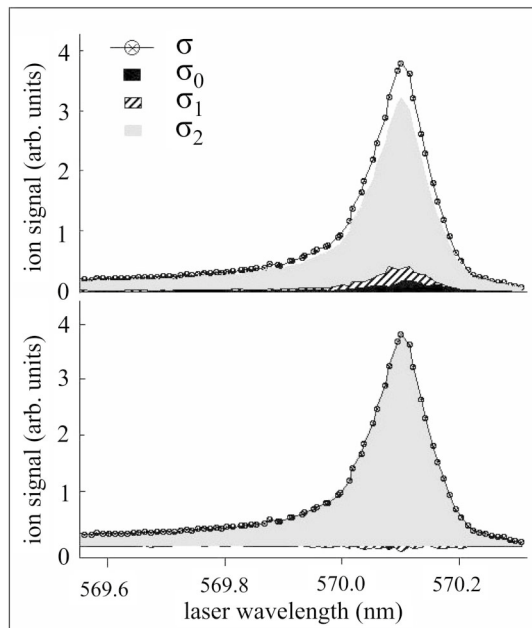 4
3
2
1
0
ion signal (arb. units)
σ
σ0
σ1
σ2
4
3
2
1
0
ion signal (arb. units)
569.6 569.8 570.0 570.2
laser wavelength (nm)